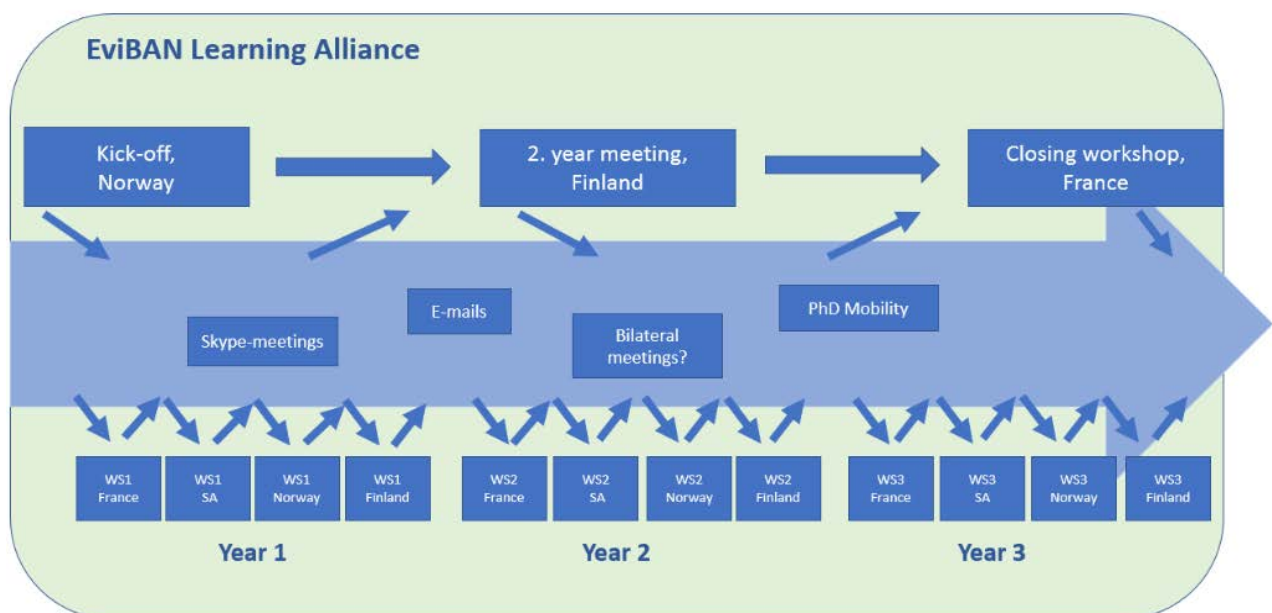 EviBAN Learning Alliance
Kick-off,
Norway
2. year meeting,
Finland
Closing workshop,
France
E-mails
PhD Mobility
Skype-meetings
Bilateral
meetings?
WS1
France
WS1
SA
WS1
Norway
WS1
Finland
WS2
France
WS2
SA
WS2
Norway
WS2
Finland
WS3
France
WS3
SA
WS3
Norway
WS3
Finland
Year 1
Year 2
Year 3